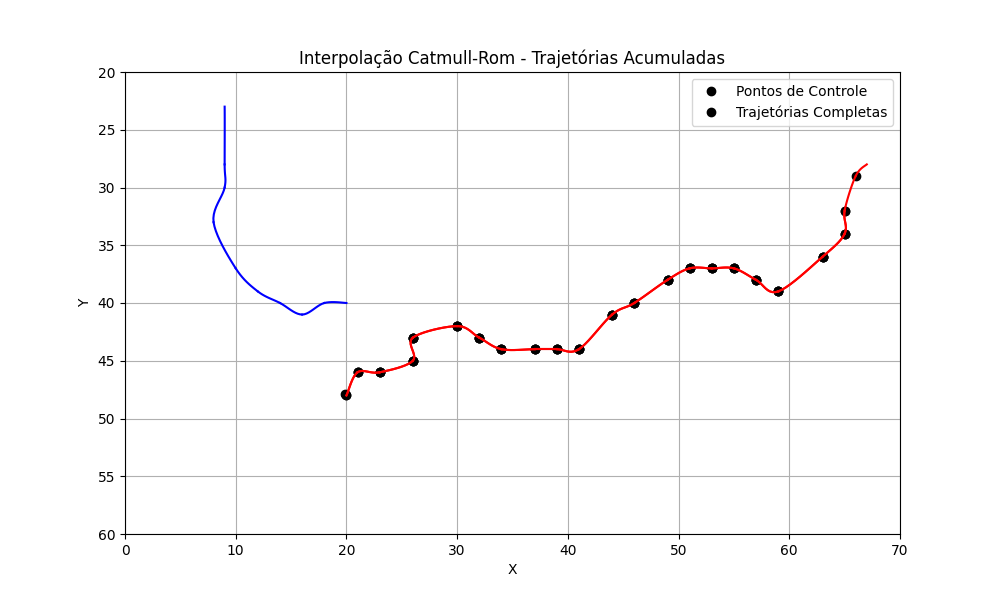 Interpolação Catmull-Rom - Trajetórias Acumuladas
Pontos de Controle
Trajetórias Completas
Y
20
25
30
35
40
45
50
55
60
0 10 20 30 40 50 60 70
X